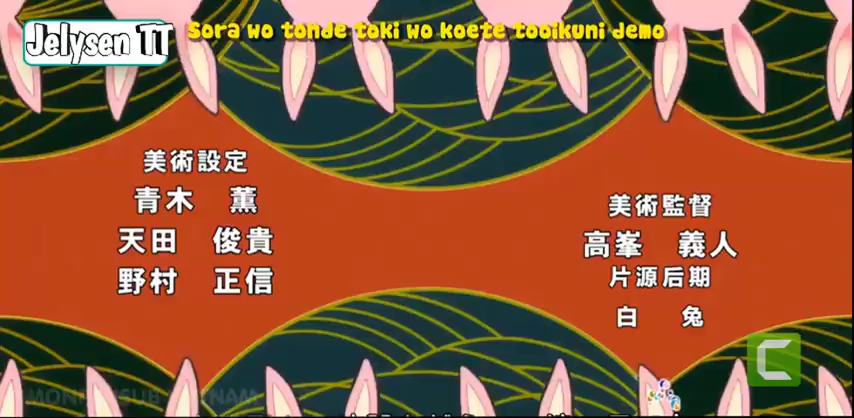 Jelysen TT
Sora wo tonde toki wo koete tooikuni demo
美術設定
青木 薫
天田 俊貴
野村 正信
美術監督
高峯 義人
片源后期
白 兔